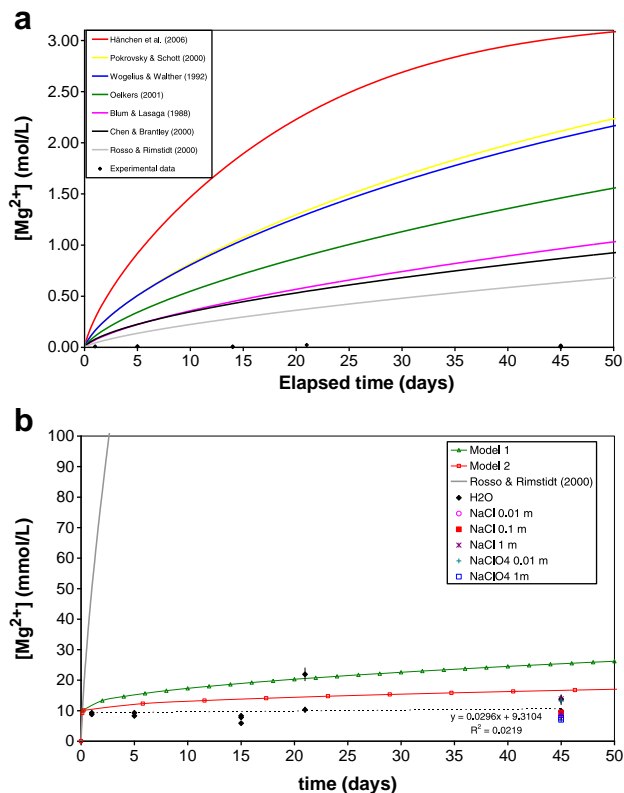 a
3.00
2.50
2.00
1.50
1.00
0.50
0.00
[Mg2+] (mol/L)
Hänchen et al. (2006)
Pokrovsky & Schott (2000)
Wogelius & Walther (1992)
Oelkers (2001)
Blum & Lasaga (1988)
Chen & Brantley (2000)
Rosso & Rimstidt (2000)
Experimental data
0 5 10 15 20 25 30 35 40 45 50
Elapsed time (days)
b
100
90
80
70
60
50
40
30
20
10
0
[Mg2+] (mmol/L)
Model 1
Model 2
Rosso & Rimstidt (2000)
H2O
NaCl 0.01 m
NaCl 0.1 m
NaCl 1 m
NaClO4 0.01 m
NaClO4 1m
y = 0.0296x + 9.3104
R2 = 0.0219
0 5 10 15 20 25 30 35 40 45 50
time (days)